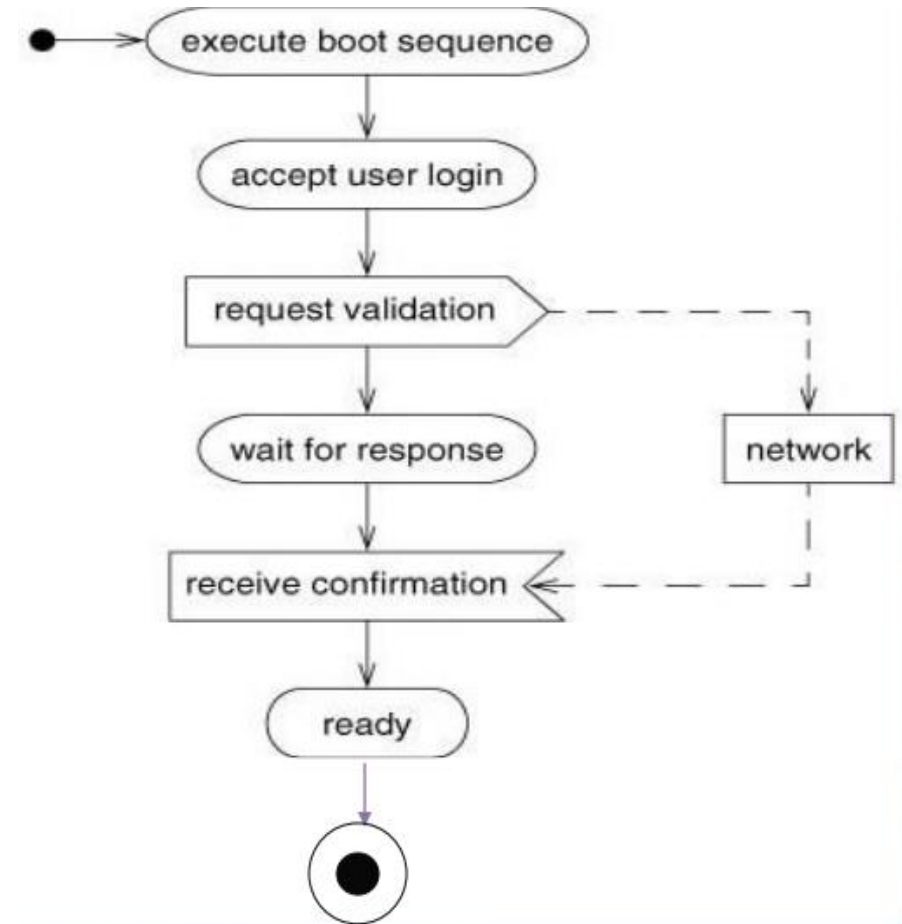 execute boot sequence
accept user login
request validation
wait for response
network
receive confirmation
ready